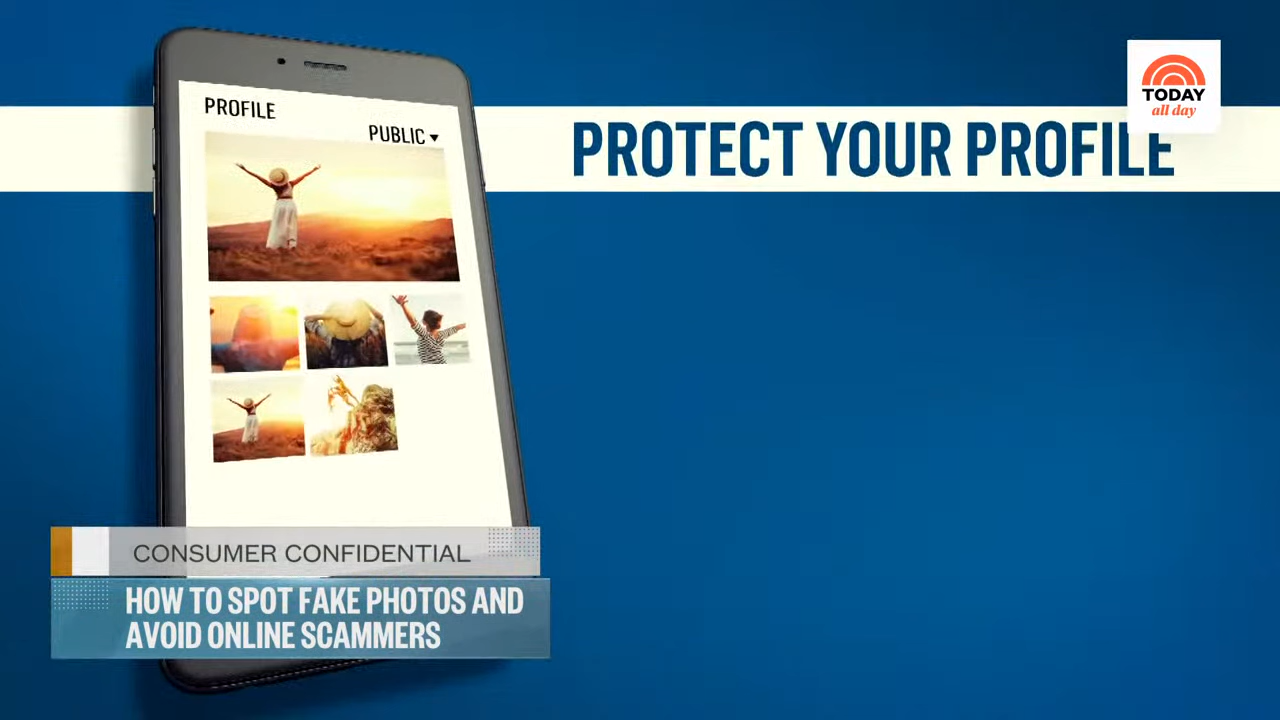 PROFILE
PUBLIC
PROTECT YOUR PROFILE
TODAY
all day
CONSUMER CONFIDENTIAL
HOW TO SPOT FAKE PHOTOS AND
AVOID ONLINE SCAMMERS